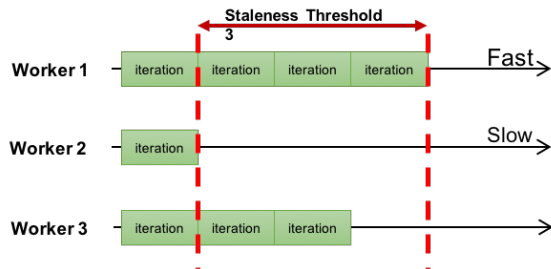 Staleness Threshold
3
Worker 1
iteration
iteration
iteration
iteration
Fast
Worker 2
iteration
Slow
Worker 3
iteration
iteration
iteration